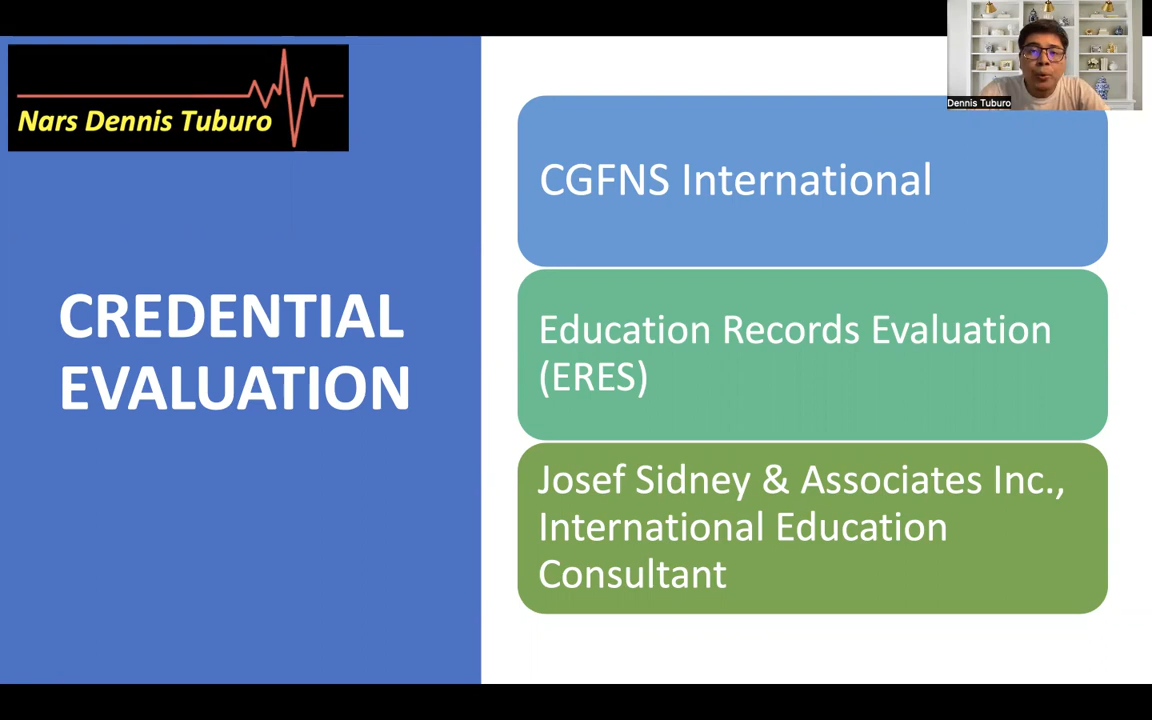 Nars Dennis Tuburo
Dennis Tuburo
CREDENTIAL
EVALUATION
CGFNS International
Education Records Evaluation
(ERES)
Josef Sidney & Associates Inc.,
International Education
Consultant